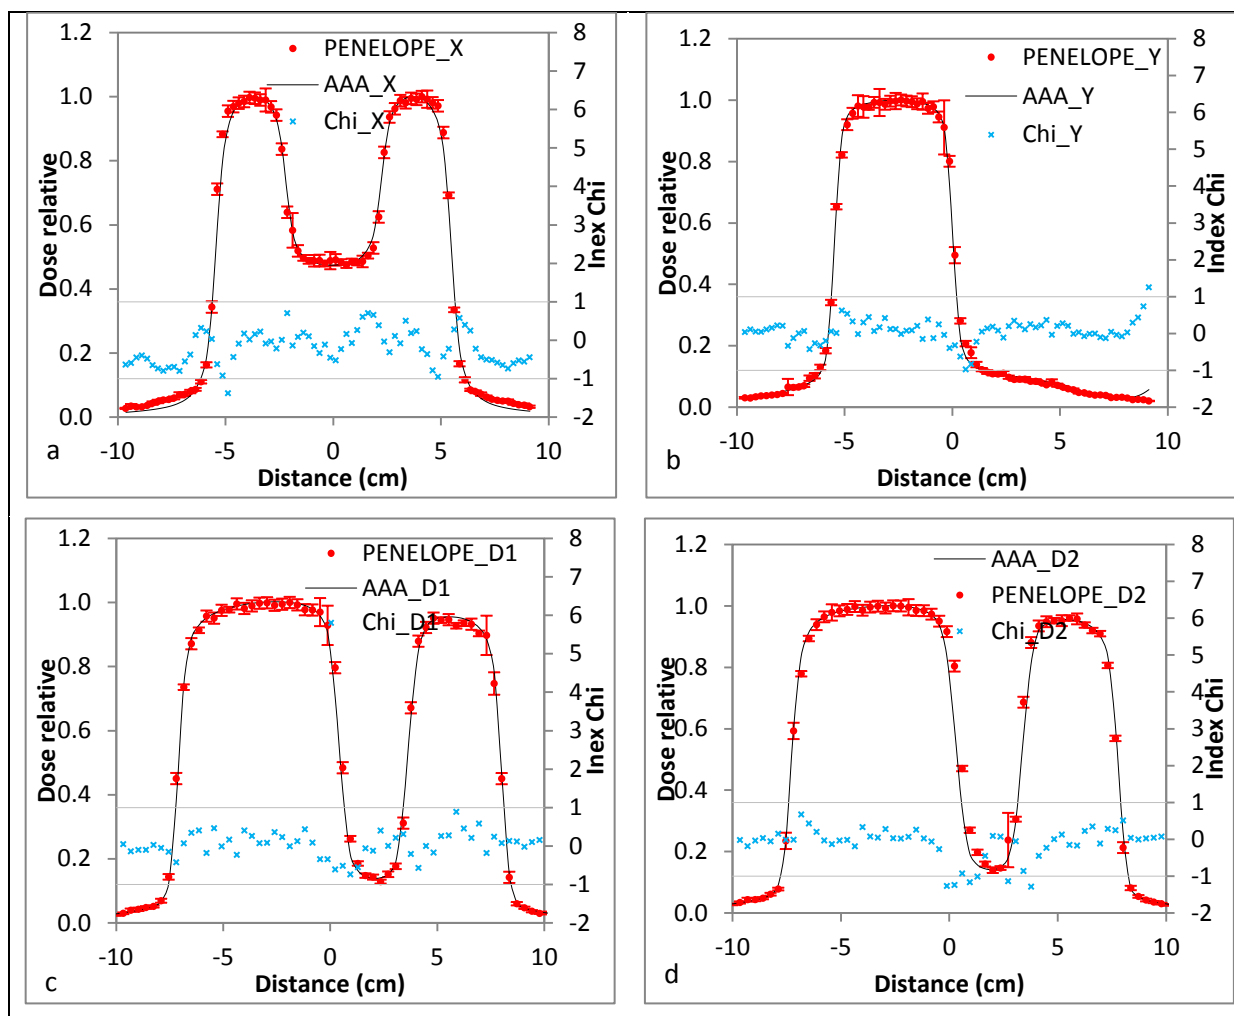 1.2 8
PENELOPE_X
7
1.0 AAA_X 6
Chi_X 5
0.8
4
0.6 3
2
0.4
1
0
0.2
-1
0.0 -2
-10 -5 0 5 10
Dose relative
Inex Chi
a Distance (cm)
1.2 8
PENELOPE_Y
7
1.0 AAA_Y 6
Chi_Y 5
0.8
4
0.6 3
2
0.4
1
0
0.2
-1
0.0 -2
-10 -5 0 5 10
Dose relative
Index Chi
b Distance (cm)
1.2 8
PENELOPE_D1
7
1.0 AAA_D1 6
Chi_D1
5
0.8
4
0.6 3
2
0.4
1
0
0.2
-1
0.0 -2
-10 -5 0 5 10
Dose relative
Inex Chi
c Distance (cm)
1.2 8
AAA_D2
7
1.0 PENELOPE_D2 6
Chi_D2
5
0.8
4
0.6 3
2
0.4
1
0
0.2
-1
0.0 -2
-10 -5 0 5 10
Dose relative
Index Chi
d Distance (cm)